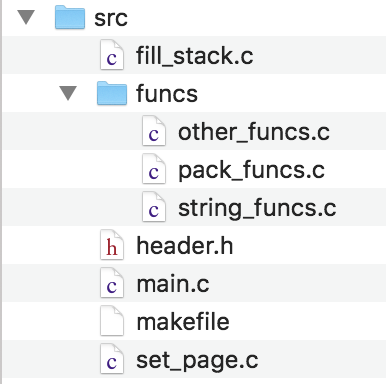 src
c fill_stack.c
funcs
c other_funcs.c
c pack_funcs.c
c string_funcs.c
h header.h
c main.c
makefile
c set_page.c